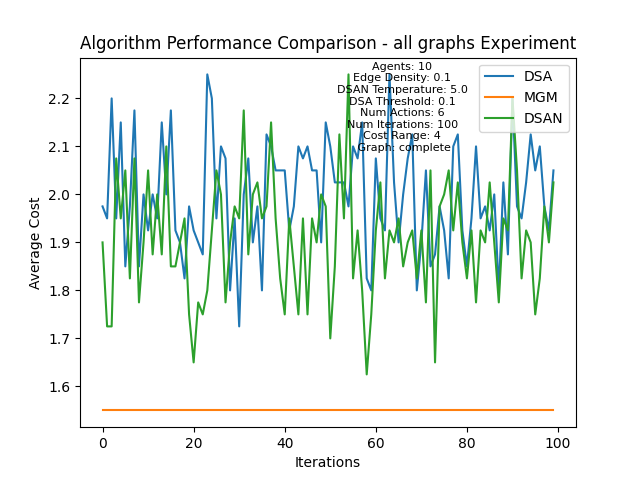 Algorithm Performance Comparison - all graphs Experiment
Agents: 10
Edge Density: 0.1
DSAN Temperature: 5.0
DSA Threshold: 0.1
Num Actions: 6
Num Iterations: 100
Cost Range: 4
Graph: complete
DSA
MGM
DSAN
Average Cost
2.2
2.1
2.0
1.9
1.8
1.7
1.6
0
20
40
60
80
100
Iterations